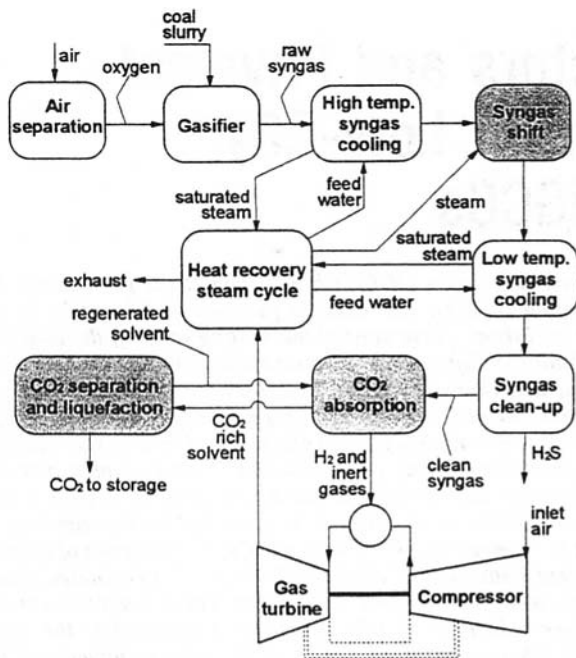 coal
slurry
air
oxygen
raw
syngas
Air
separation
Gasifier
High temp.
syngas
cooling
Syngas
shift
saturated
steam
feed
water
steam
saturated
steam
Heat recovery
steam cycle
exhaust
feed water
Low temp.
syngas
cooling
regenerated
solvent
CO₂ separation
and liquefaction
CO₂
absorption
Syngas
clean-up
CO₂
rich
solvent
H₂ and
inert
gases
clean
syngas
H₂S
CO₂ to storage
inlet
air
Gas
turbine
Compressor